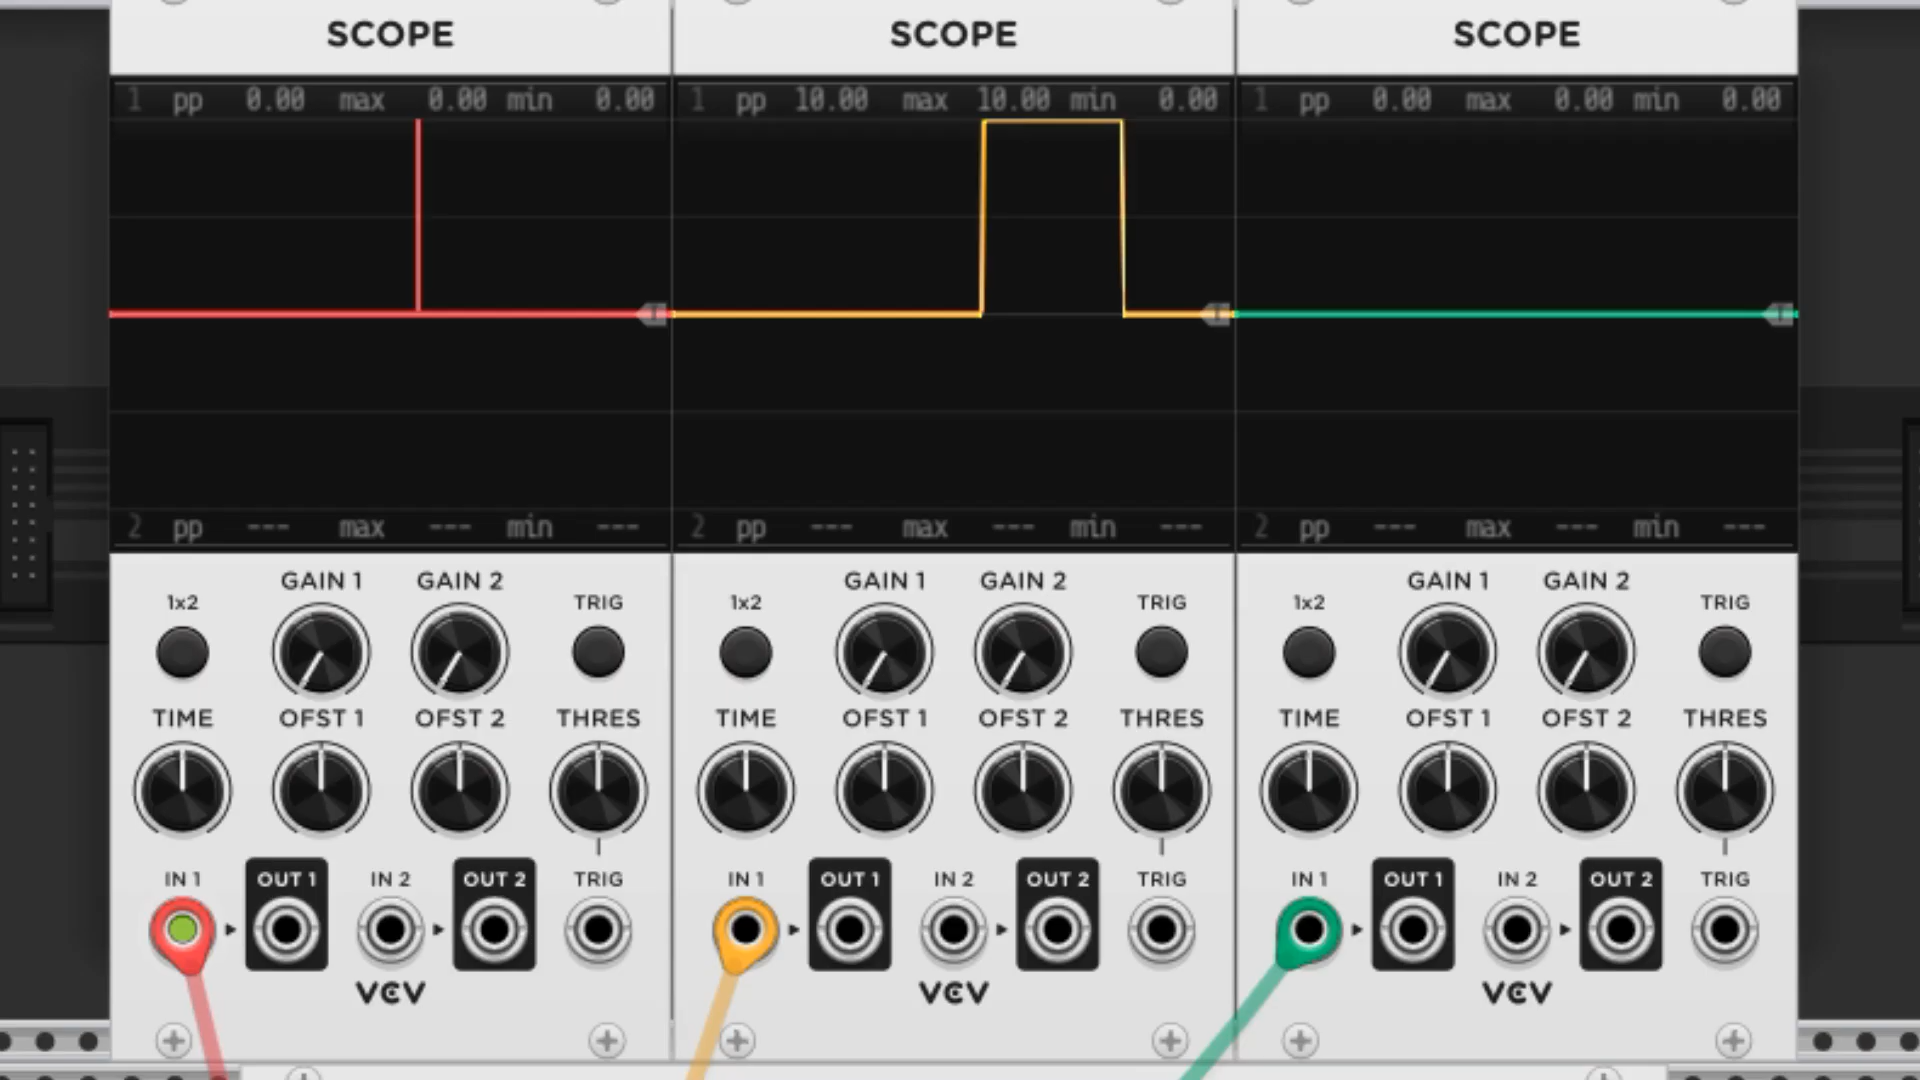 SCOPE SCOPE SCOPE
1 pp 0.00 max 0.00 min 0.00 1 pp 10.00 max 10.00 min 0.00 1 pp 0.00 max 0.00 min 0.00
T T T
2 pp --- max --- min --- 2 pp --- max --- min --- 2 pp --- max --- min ---
GAIN 1 GAIN 2 GAIN 1 GAIN 2 GAIN 1 GAIN 2
1x2 TRIG 1x2 TRIG 1x2 TRIG
TIME OFST 1 OFST 2 THRES TIME OFST 1 OFST 2 THRES TIME OFST 1 OFST 2 THRES
IN 1 OUT 1 IN 2 OUT 2 TRIG IN 1 OUT 1 IN 2 OUT 2 TRIG IN 1 OUT 1 IN 2 OUT 2 TRIG
VCV VCV VCV